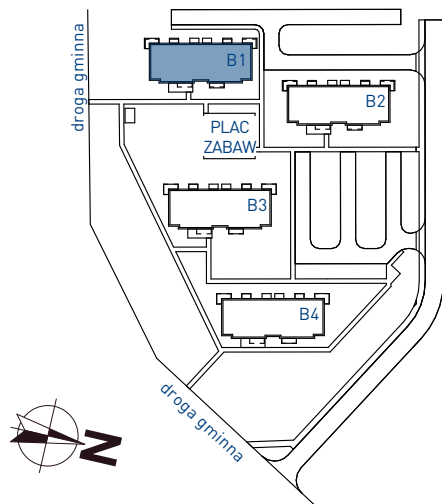 B1
droga gminna
B2
PLAC
ZABAW
B3
B4
droga gminna
N